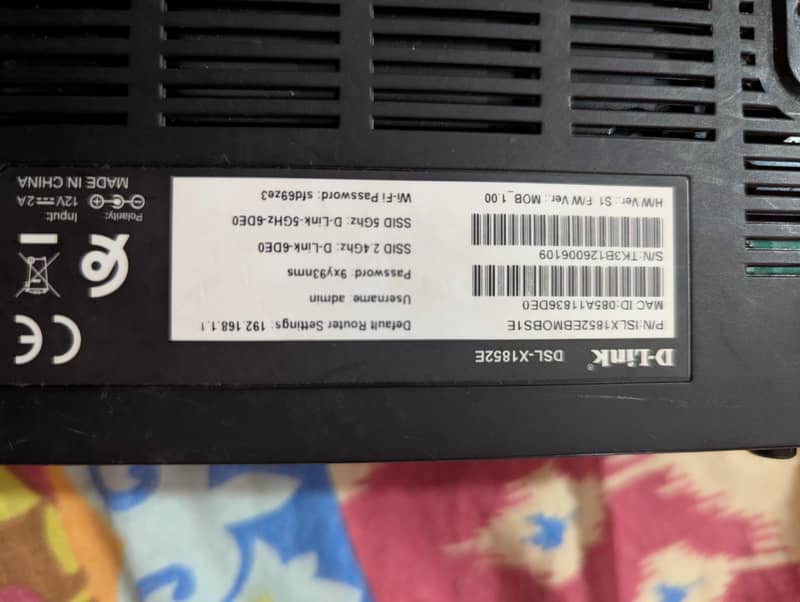 D-Link®
DSL-X1852E
P/N:ISLX1852EBMOBS1E
MAC ID:085A11836DE0
S/N:TK3B126006109
H/W Ver.: S1 F/W Ver.: MOB_1.00
Default Router Settings: 192.168.1.1
Username: admin
Password: 9xy93nms
SSID 2.4Ghz: D-Link-6DE0
SSID 5Ghz: D-Link-5GHz-6DE0
Wi-Fi Password: sfd69ze3
CE
Input:
12V⎓2A
Polarity:
MADE IN CHINA